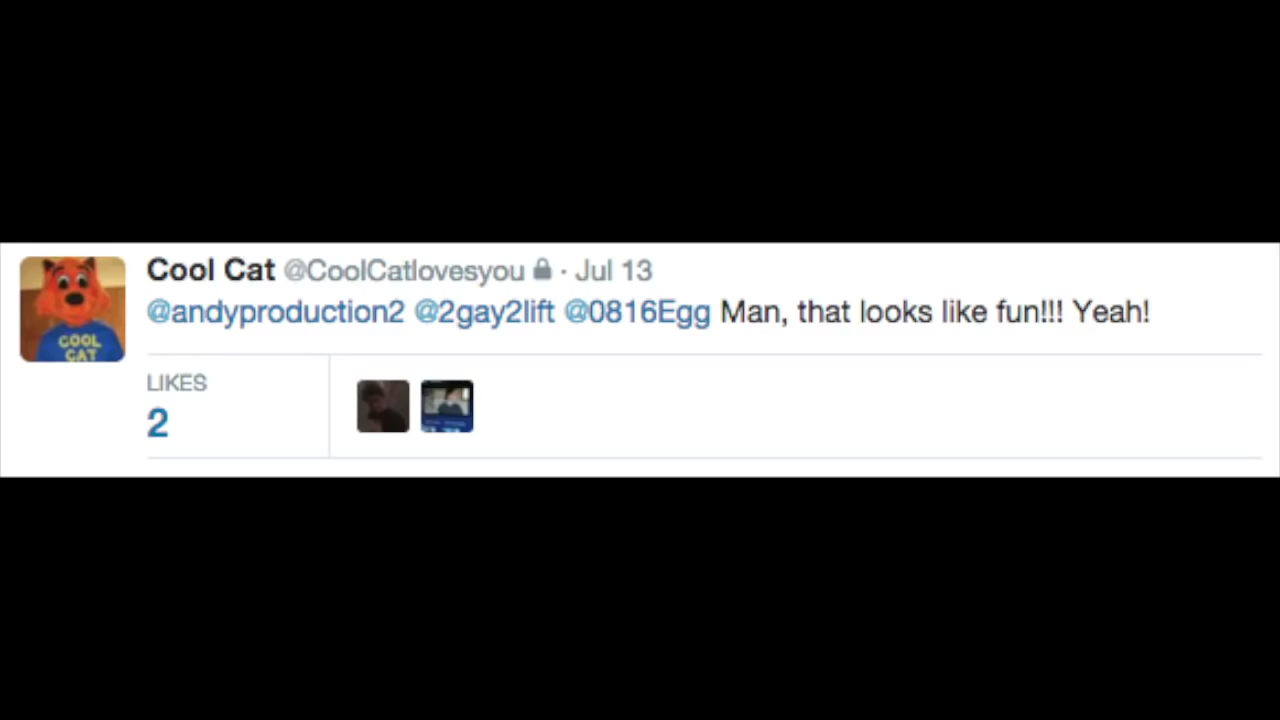 Cool Cat @CoolCatlovesyou · Jul 13
@andyproduction2 @2gay2lift @0816Egg Man, that looks like fun!!! Yeah!
COOL
CAT
LIKES
2